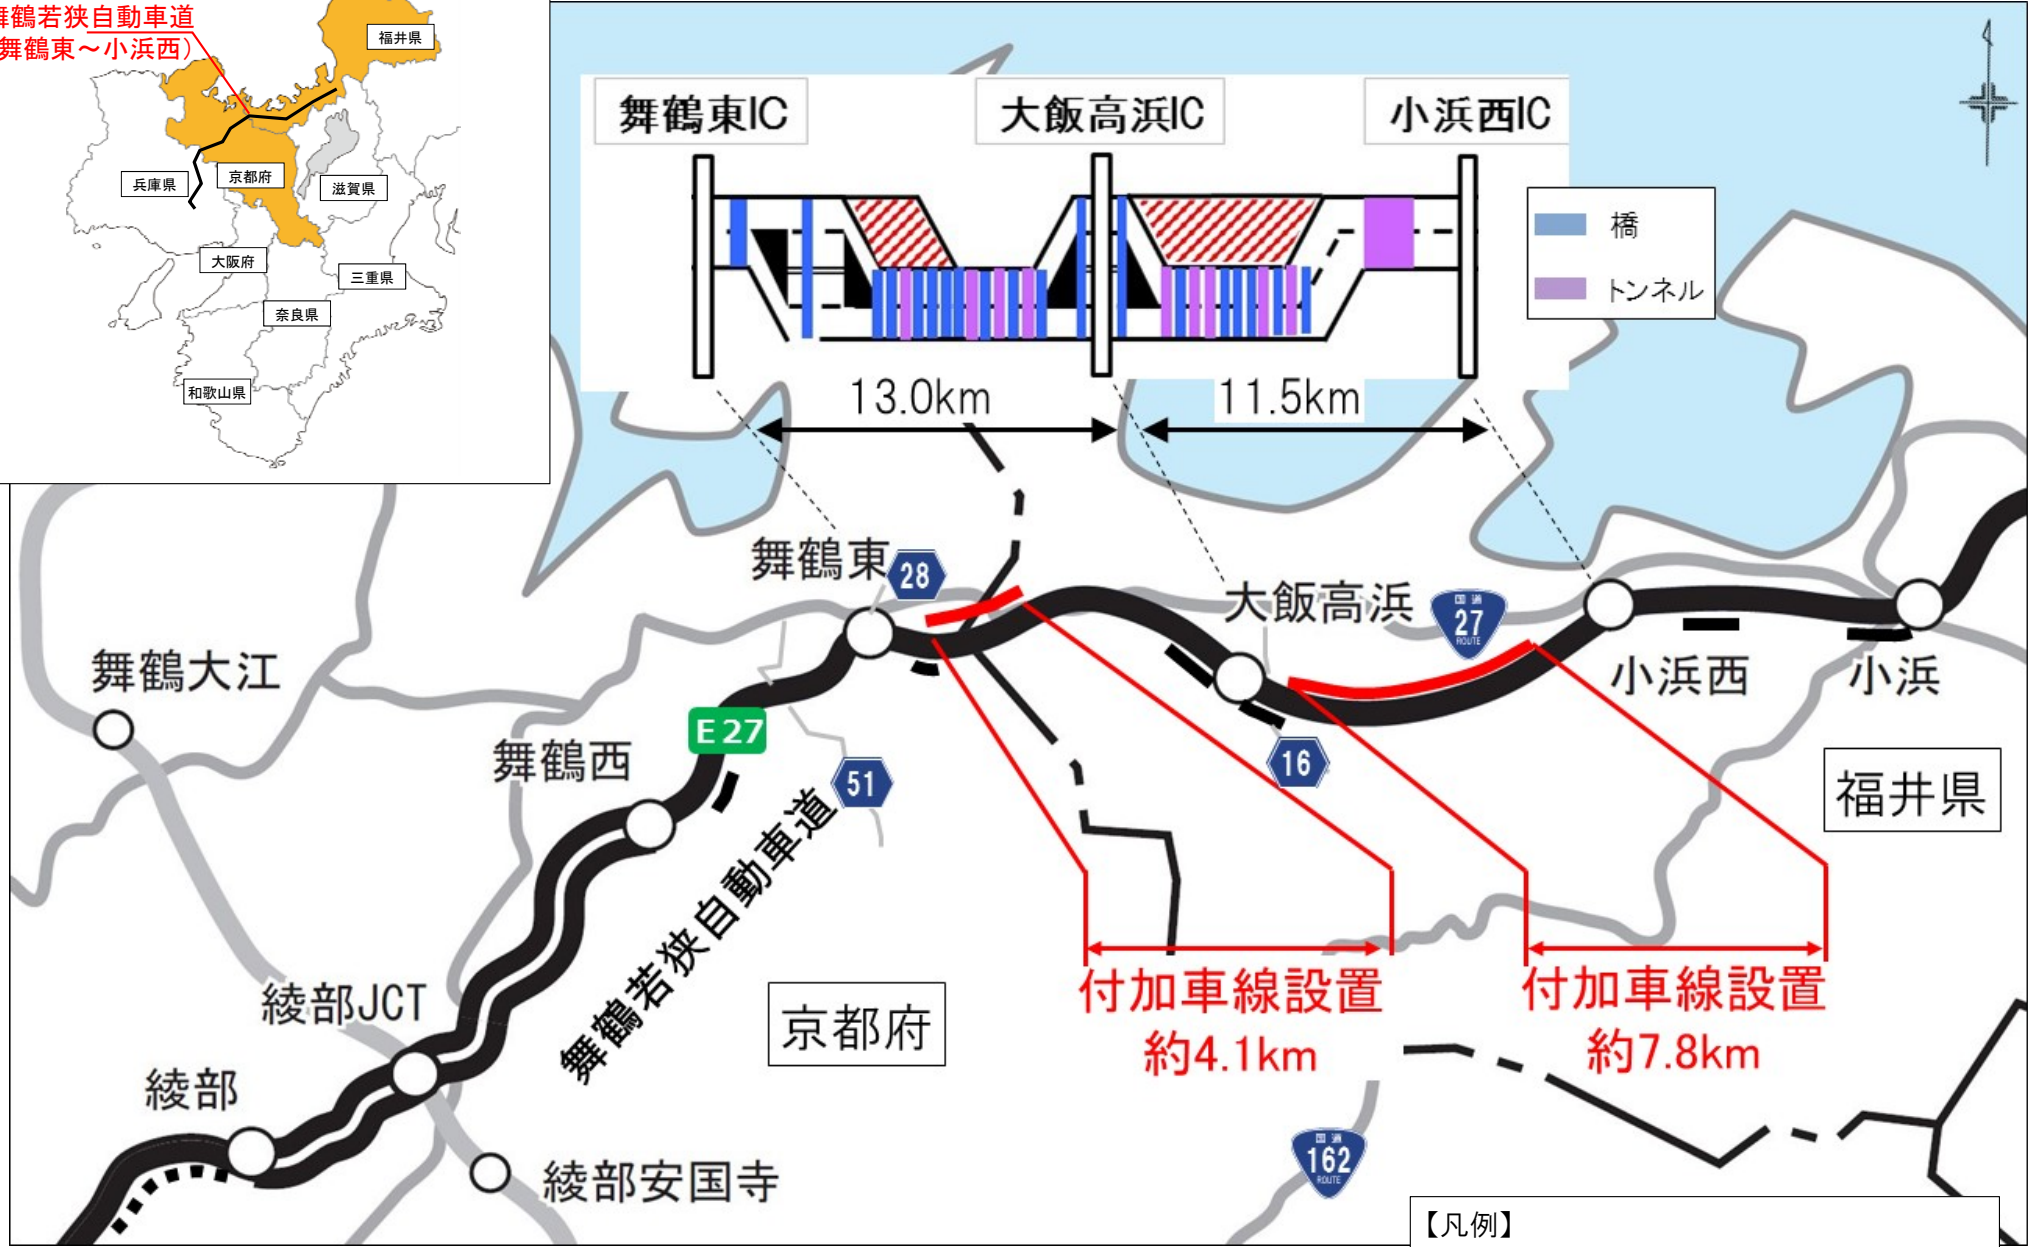 舞鶴若狭自動車道
舞鶴東～小浜西）
福井県
兵庫県
京都府
滋賀県
大阪府
三重県
奈良県
和歌山県
舞鶴東IC
大飯高浜IC
小浜西IC
橋
トンネル
13.0km
11.5km
舞鶴東
28
大飯高浜
国道
27
ROUTE
小浜西
小浜
舞鶴大江
E27
舞鶴西
51
16
福井県
舞鶴若狭自動車道
綾部JCT
京都府
付加車線設置
約4.1km
付加車線設置
約7.8km
綾部
綾部安国寺
国道
162
ROUTE
【凡例】